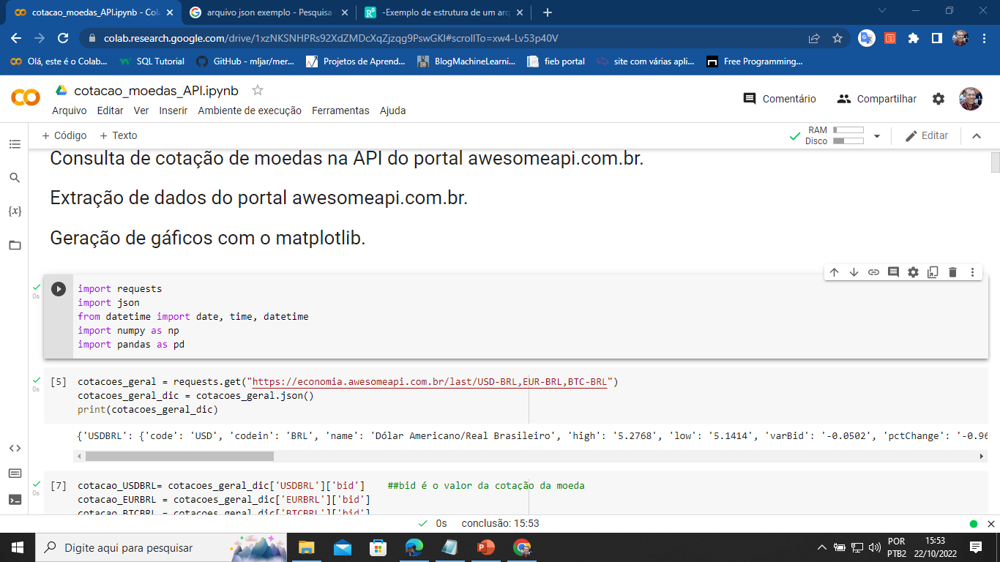 cotacao_moedas_API.ipynb - Cola
arquivo json exemplo - Pesquisa
-Exemplo de estrutura de um arq
colab.research.google.com/drive/1xzNKSNHPRs92XdZMDcXqZjzqg9PswGKl#scrollTo=xw4-Lv53p40V
Olá, este é o Colab...
SQL Tutorial
GitHub - mljar/mer...
Projetos de Aprend...
BlogMachineLearni...
fieb portal
site com várias apli...
Free Programming...
cotacao_moedas_API.ipynb
Comentário
Compartilhar
Arquivo Editar Ver Inserir Ambiente de execução Ferramentas Ajuda
+ Código + Texto
RAM
Disco
Editar
Consulta de cotação de moedas na API do portal awesomeapi.com.br.
Extração de dados do portal awesomeapi.com.br.
Geração de gáficos com o matplotlib.
0s
import requests
import json
from datetime import date, time, datetime
import numpy as np
import pandas as pd
0s
[5] cotacoes_geral = requests.get("https://economia.awesomeapi.com.br/last/USD-BRL,EUR-BRL,BTC-BRL")
cotacoes_geral_dic = cotacoes_geral.json()
print(cotacoes_geral_dic)
{'USDBRL': {'code': 'USD', 'codein': 'BRL', 'name': 'Dólar Americano/Real Brasileiro', 'high': '5.2768', 'low': '5.1414', 'varBid': '-0.0502', 'pctChange': '-0.96
0s
[7] cotacao_USDBRL= cotacoes_geral_dic['USDBRL']['bid'] ##bid é o valor da cotação da moeda
cotacao_EURBRL = cotacoes_geral_dic['EURBRL']['bid']
cotacao_BTCBRL = cotacoes_geral_dic['BTCBRL']['bid']
0s conclusão: 15:53
Digite aqui para pesquisar
POR
PTB2
15:53
22/10/2022